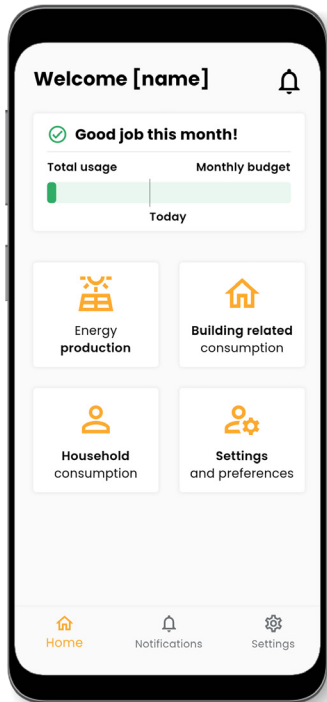 Welcome [name]
Good job this month!
Total usage
Monthly budget
Today
Energy
production
Building related
consumption
Household
consumption
Settings
and preferences
Home
Notifications
Settings